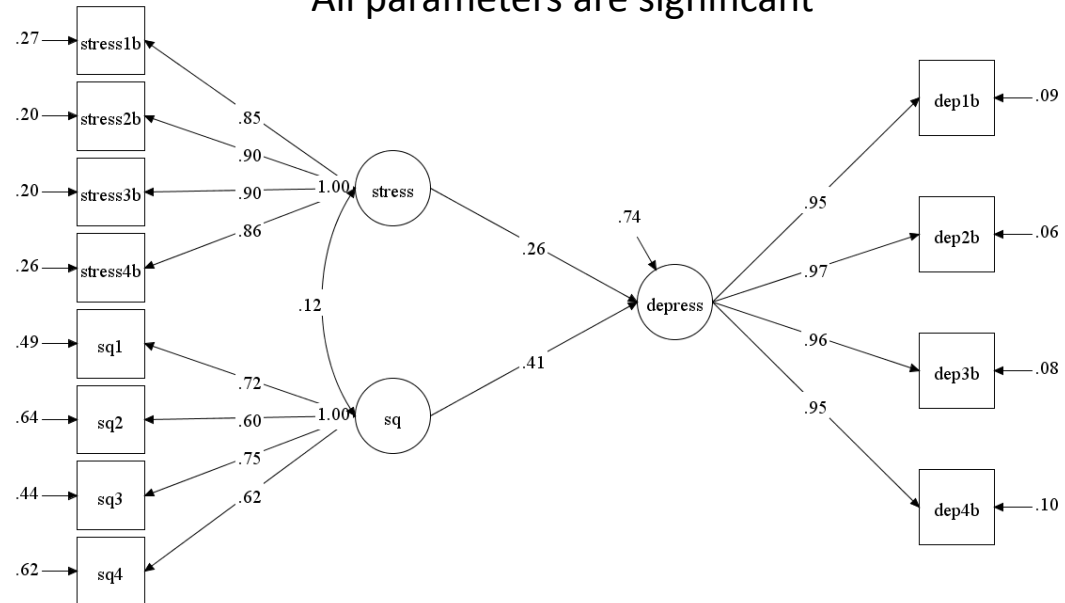 All parameters are significant
.27
stress1b
.20
stress2b
.20
stress3b
.26
stress4b
.49
sq1
.64
sq2
.44
sq3
.62
sq4
.85
.90
.90
.86
1.00
stress
.12
.72
.60
.75
.62
1.00
sq
.26
.41
.74
depress
.95
.97
.96
.95
dep1b
.09
dep2b
.06
dep3b
.08
dep4b
.10